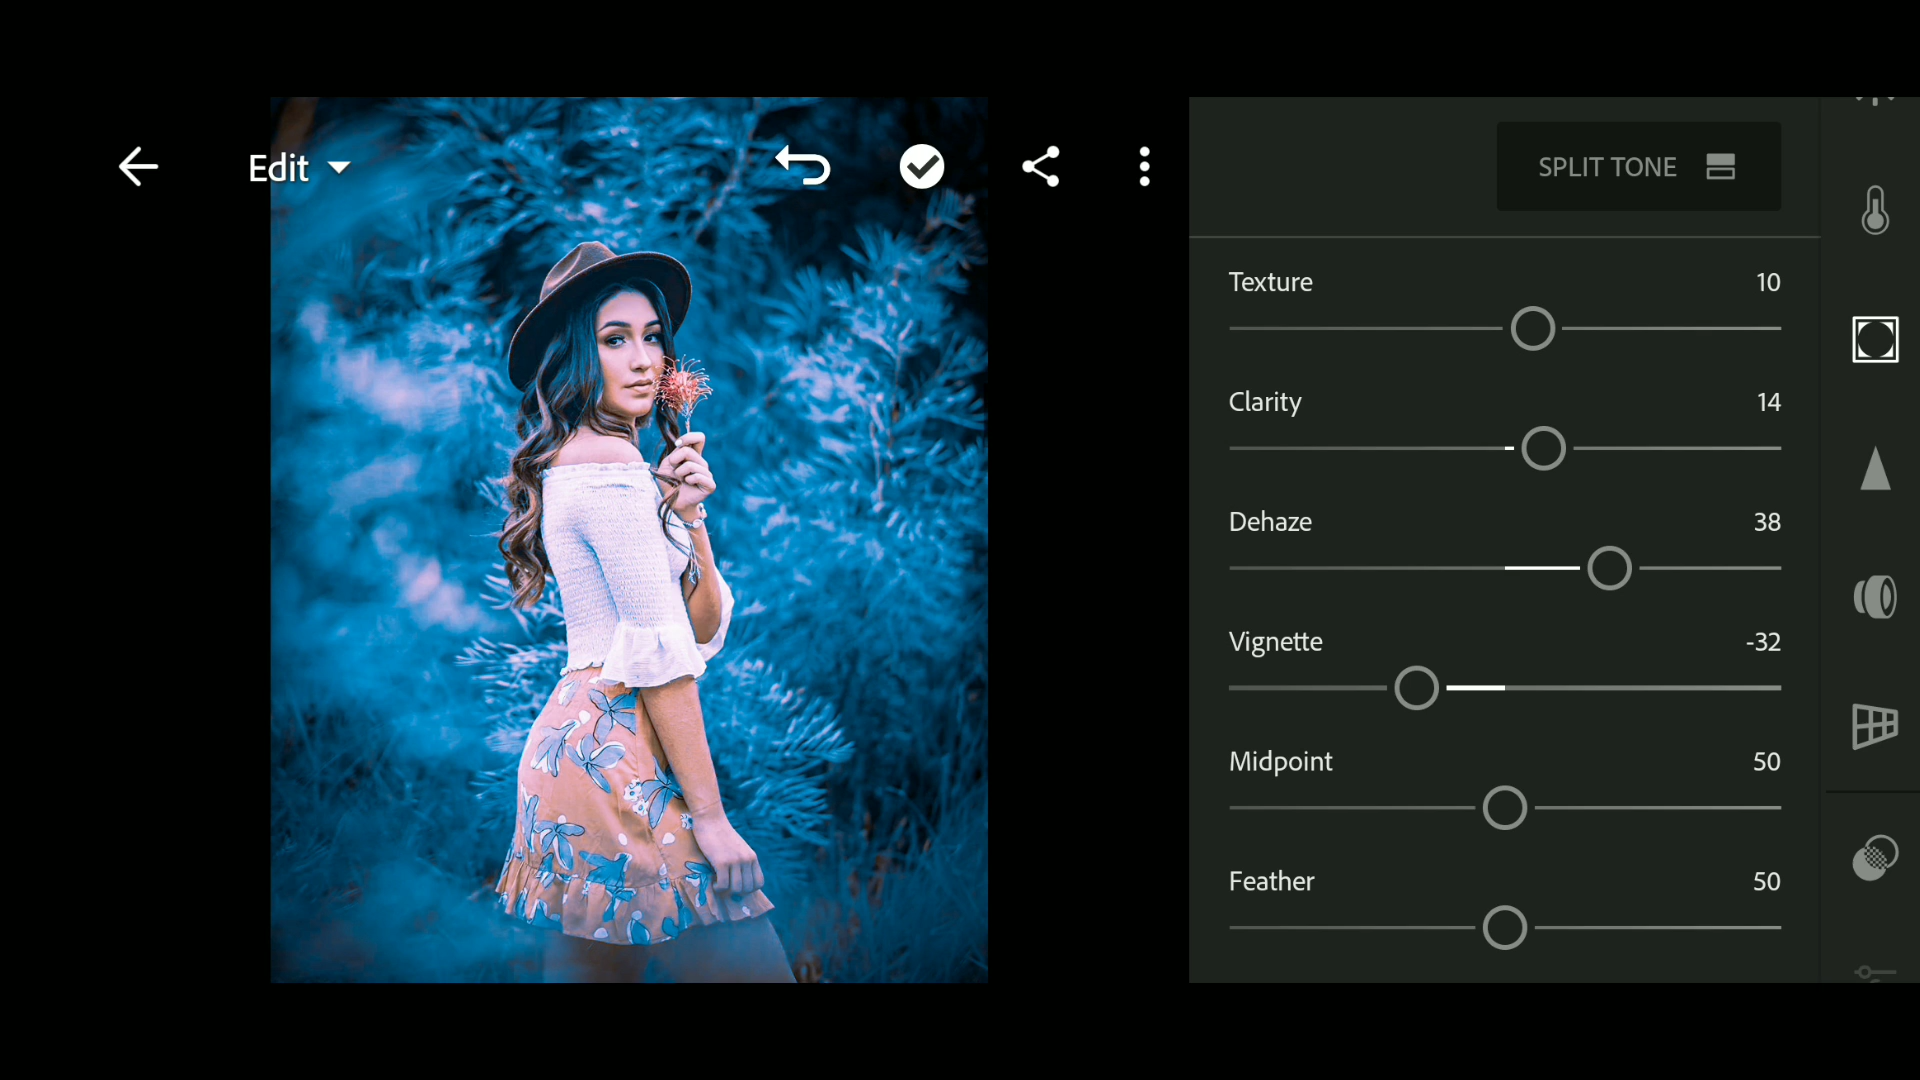 Edit
SPLIT TONE
Texture 10
Clarity 14
Dehaze 38
Vignette -32
Midpoint 50
Feather 50